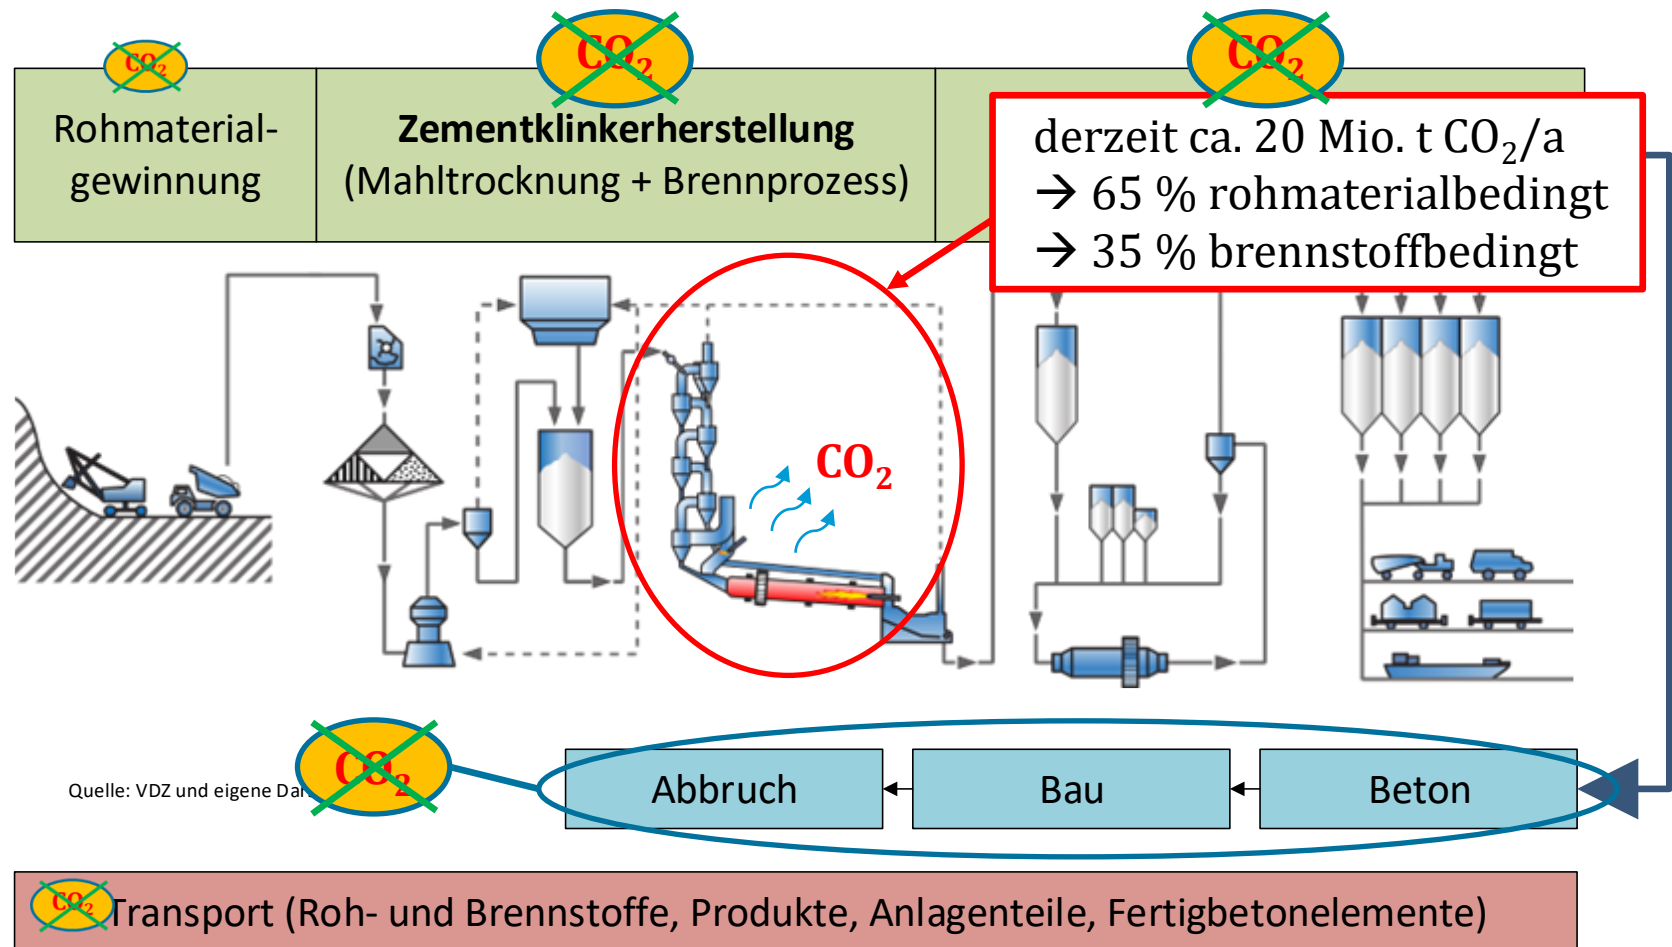 CO₂
CO₂
CO₂
Rohmaterial-
gewinnung
Zementklinkerherstellung
(Mahltrocknung + Brennprozess)
derzeit ca. 20 Mio. t CO₂/a
→ 65 % rohmaterialbedingt
→ 35 % brennstoffbedingt
CO₂
CO₂
Abbruch
Bau
Beton
Quelle: VDZ und eigene
CO₂
Transport (Roh- und Brennstoffe, Produkte, Anlagenteile, Fertigbetonelemente)